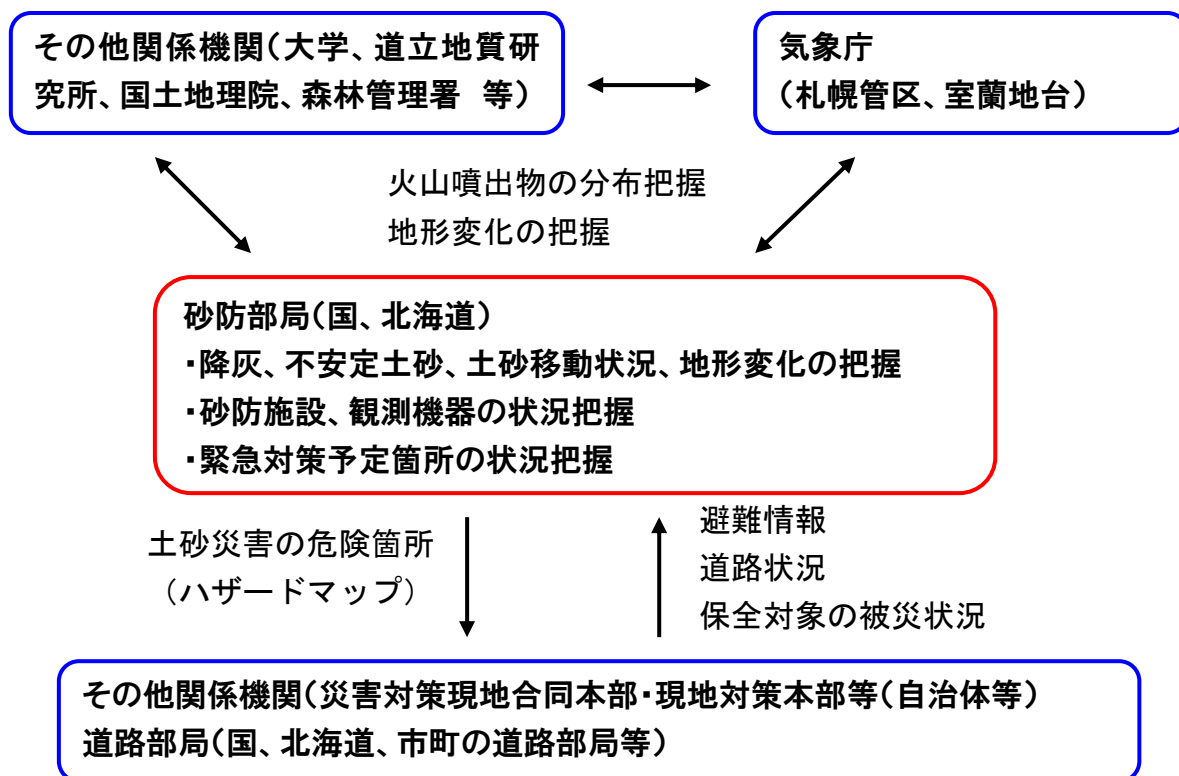 その他関係機関（大学、道立地質研
究所、国土地理院、森林管理署　等）
気象庁
（札幌管区、室蘭地台）
火山噴出物の分布把握
地形変化の把握
砂防部局（国、北海道）
・降灰、不安定土砂、土砂移動状況、地形変化の把握
・砂防施設、観測機器の状況把握
・緊急対策予定箇所の状況把握
土砂災害の危険箇所
（ハザードマップ）
避難情報
道路状況
保全対象の被災状況
その他関係機関（災害対策現地合同本部・現地対策本部等（自治体等）
道路部局（国、北海道、市町の道路部局等）